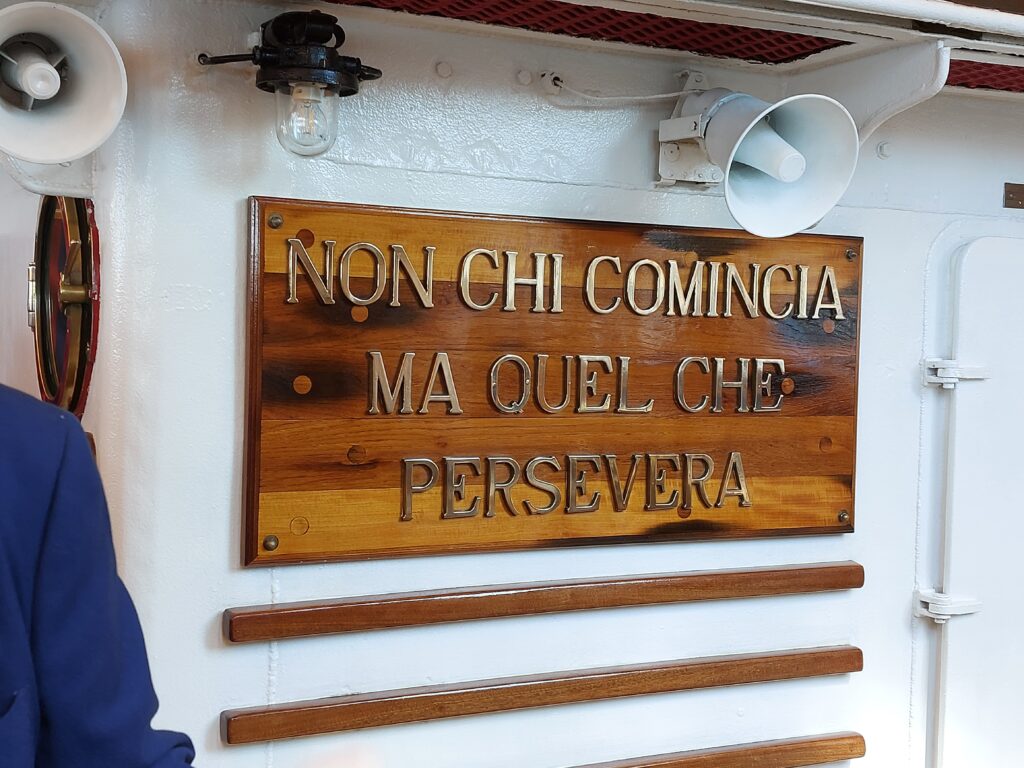 NON CHI COMINCIA
MA QUEL CHE
PERSEVERA